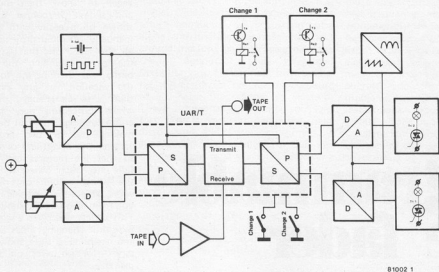 Change 1
Change 2
UAR/T
TAPE
OUT
A
D
A
D
S
P
Transmit
Receive
P
S
D
A
D
A
TAPE
IN
Change 1
Change 2
81002 1